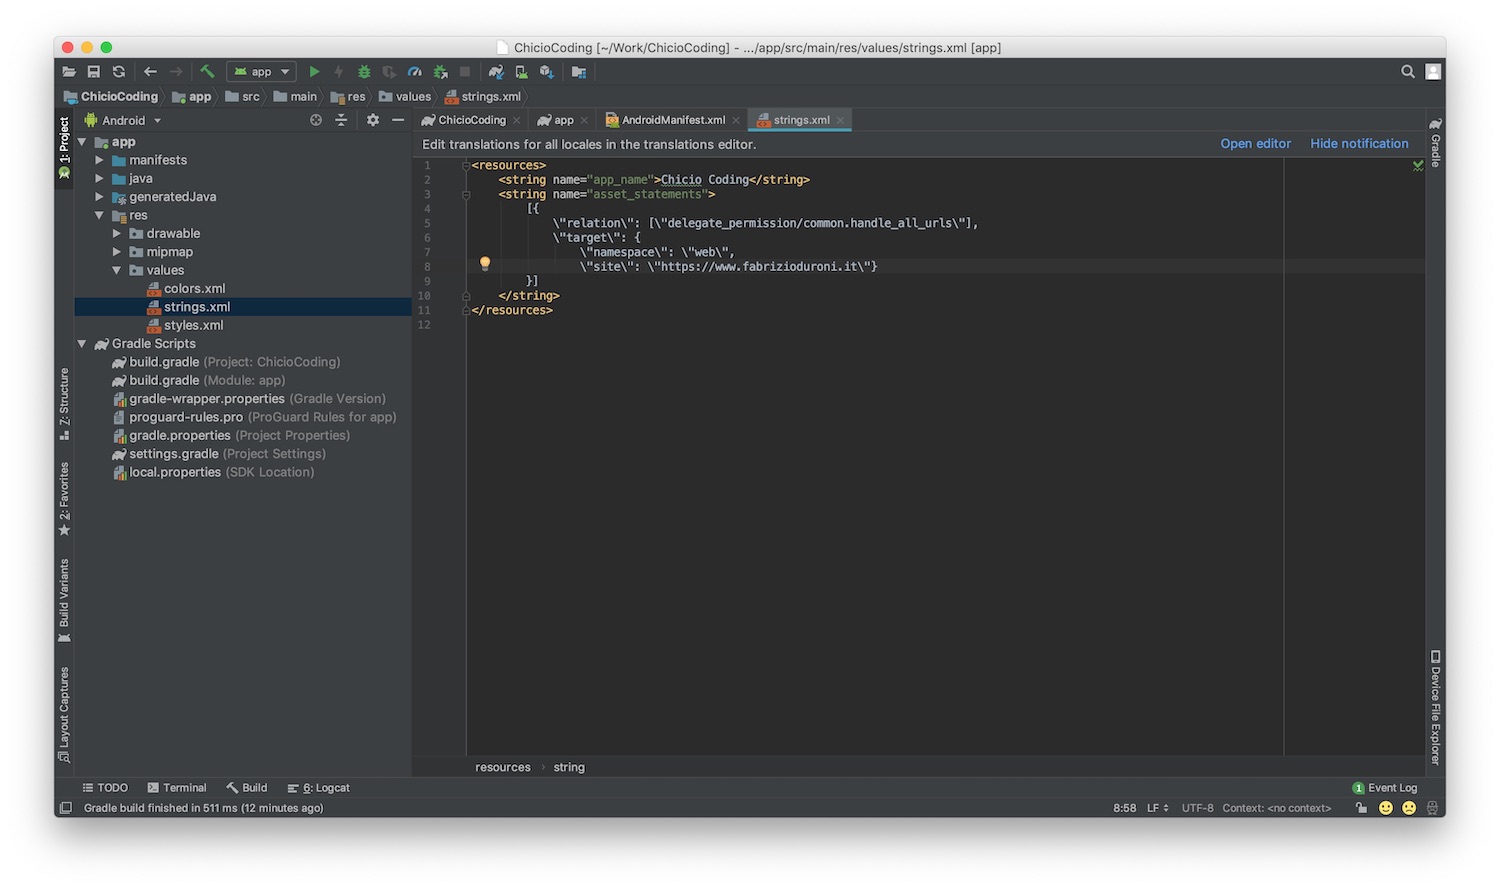 ChicioCoding [~/Work/ChicioCoding] - .../app/src/main/res/values/strings.xml [app]
app
ChicioCoding app src main res values strings.xml
1: Project
Z: Structure
2: Favorites
Build Variants
Layout Captures
Android
app
manifests
java
generatedJava
res
drawable
mipmap
values
colors.xml
strings.xml
styles.xml
Gradle Scripts
build.gradle (Project: ChicioCoding)
build.gradle (Module: app)
gradle-wrapper.properties (Gradle Version)
proguard-rules.pro (ProGuard Rules for app)
gradle.properties (Project Properties)
settings.gradle (Project Settings)
local.properties (SDK Location)
ChicioCoding app AndroidManifest.xml strings.xml
Edit translations for all locales in the translations editor. Open editor Hide notification
1 <resources>
2 <string name="app_name">Chicio Coding</string>
3 <string name="asset_statements">
4 [{
5 \"relation\": [\"delegate_permission/common.handle_all_urls\"],
6 \"target\": {
7 \"namespace\": \"web\",
8 \"site\": \"https://www.fabrizioduroni.it\"}
9 }]
10 </string>
11 </resources>
12
resources › string
Gradle
Device File Explorer
TODO Terminal Build 6: Logcat 1 Event Log
Gradle build finished in 511 ms (12 minutes ago) 8:58 LF UTF-8 Context: <no context>